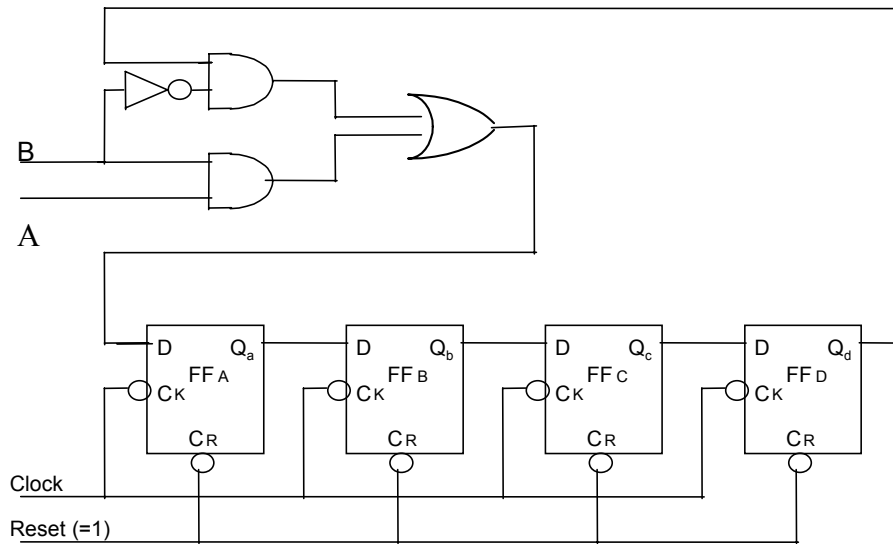 B
A
D Qa D Qb D Qc D Qd
FF A FF B FF C FF D
CK CK CK CK
CR CR CR CR
Clock
Reset (=1)